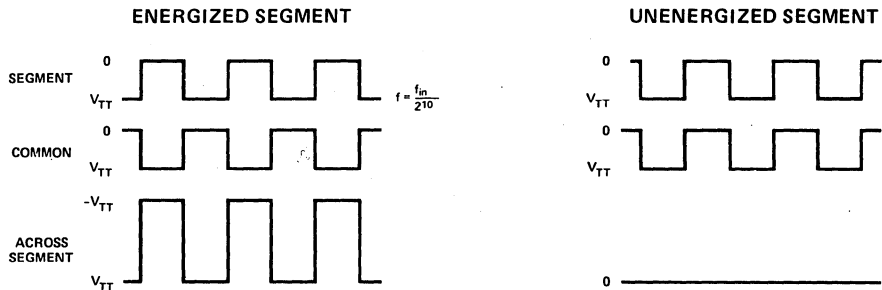 ENERGIZED SEGMENT
UNENERGIZED SEGMENT
SEGMENT
0
V_TT
f = f_in / 2^10
0
V_TT
COMMON
0
V_TT
0
V_TT
ACROSS
SEGMENT
-V_TT
V_TT
0